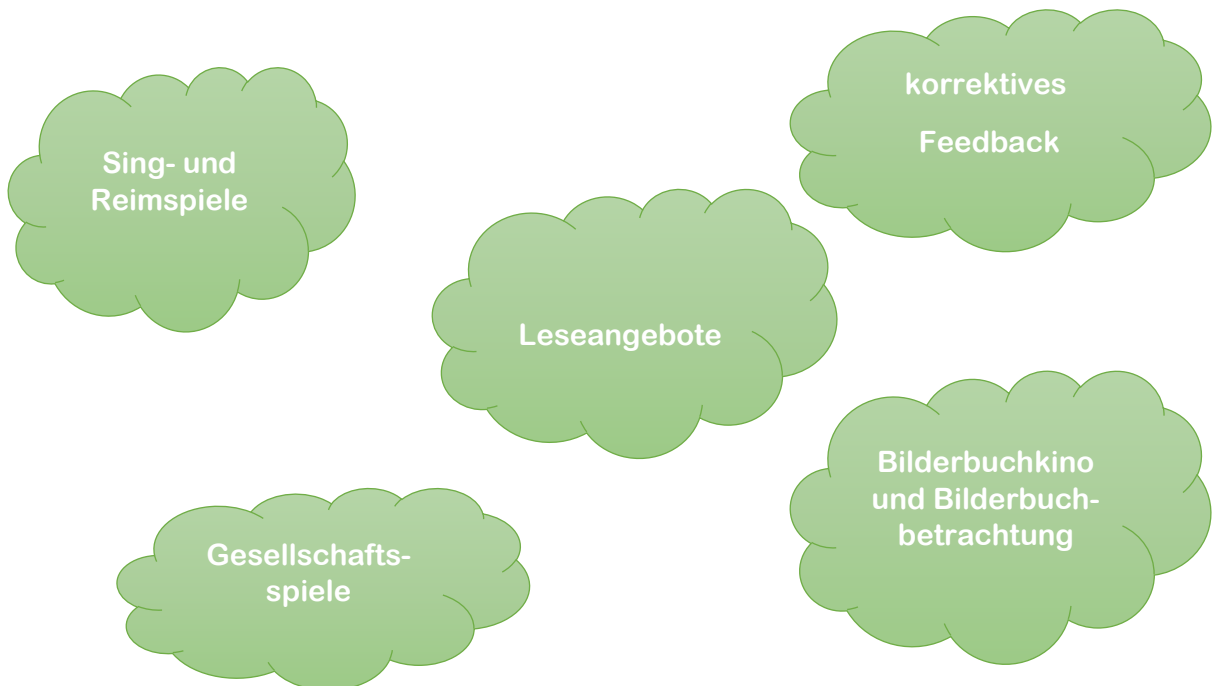 korrektives
Feedback
Sing- und
Reimspiele
Leseangebote
Bilderbuchkino
und Bilderbuch-
betrachtung
Gesellschafts-
spiele